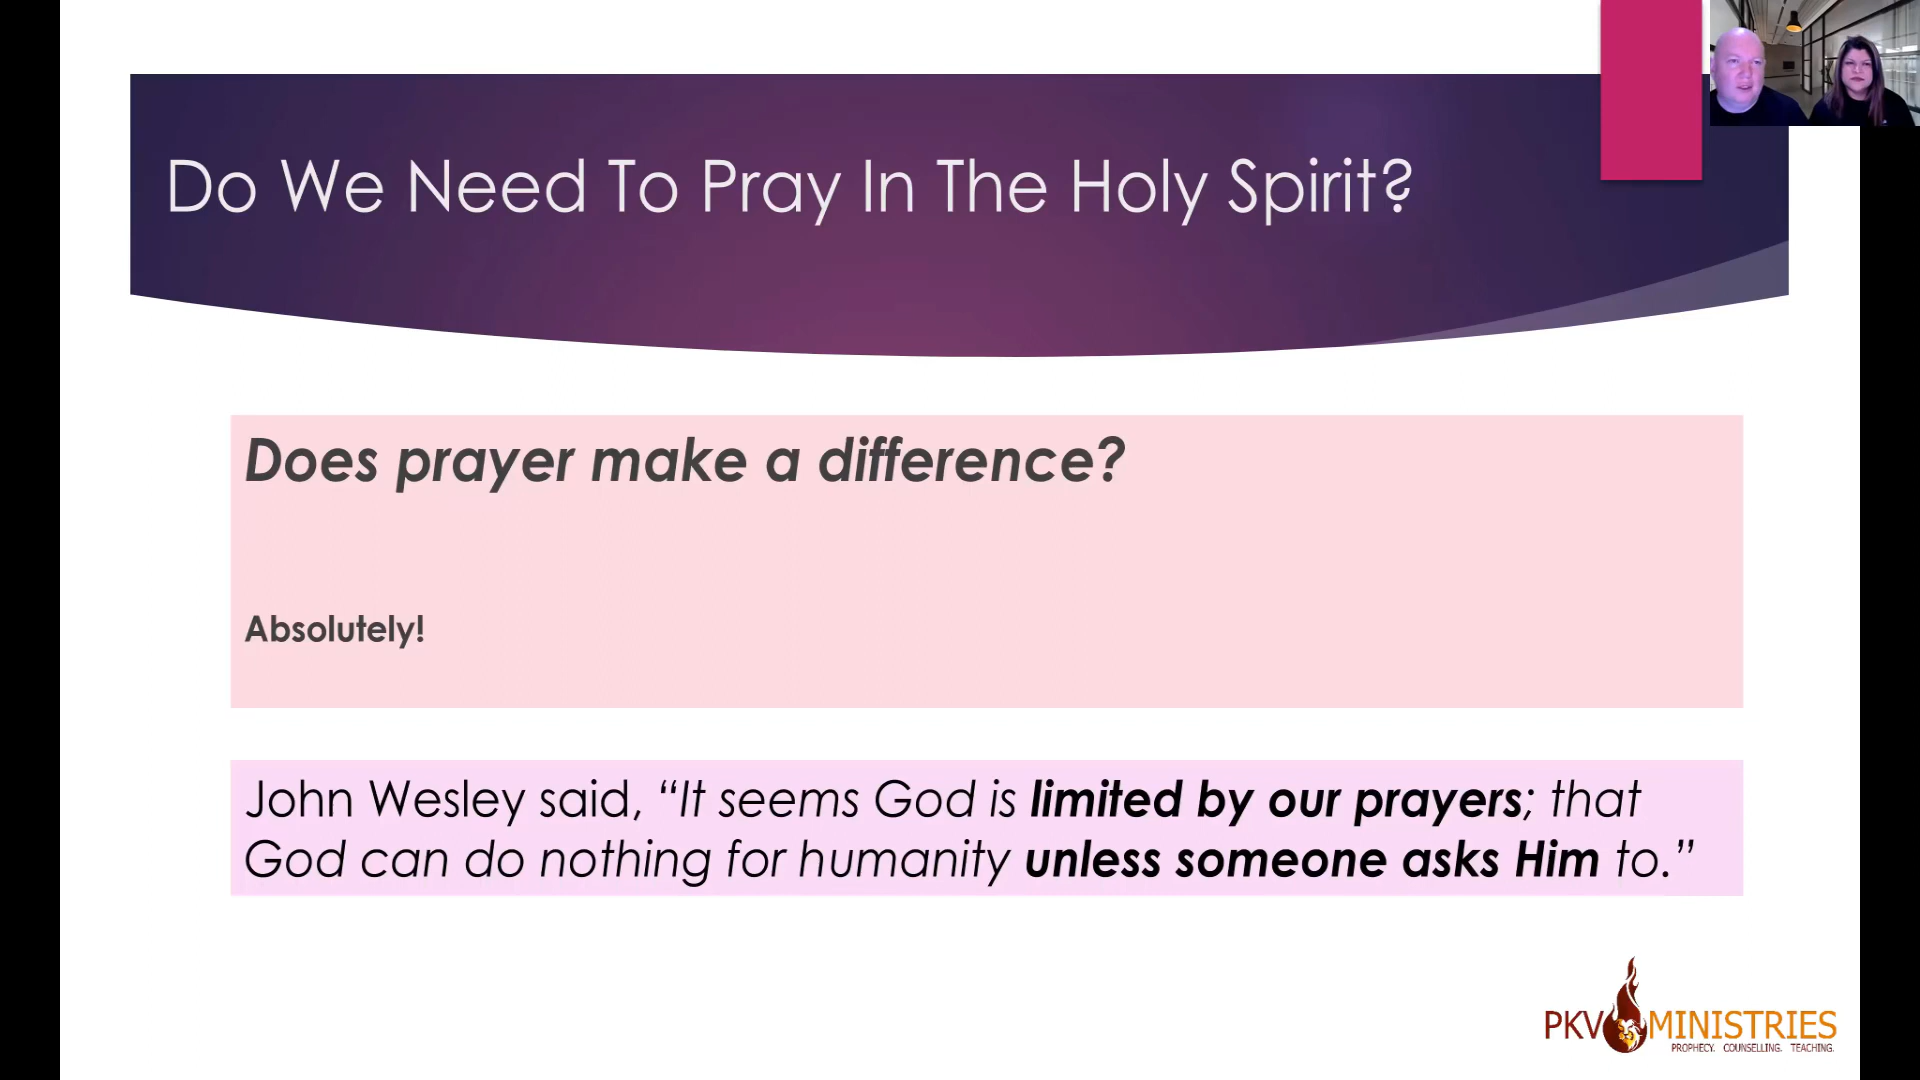 Do We Need To Pray In The Holy Spirit?
Does prayer make a difference?
Absolutely!
John Wesley said, “It seems God is limited by our prayers; that
God can do nothing for humanity unless someone asks Him to.”
PKV MINISTRIES
PROPHECY. COUNSELLING. TEACHING.